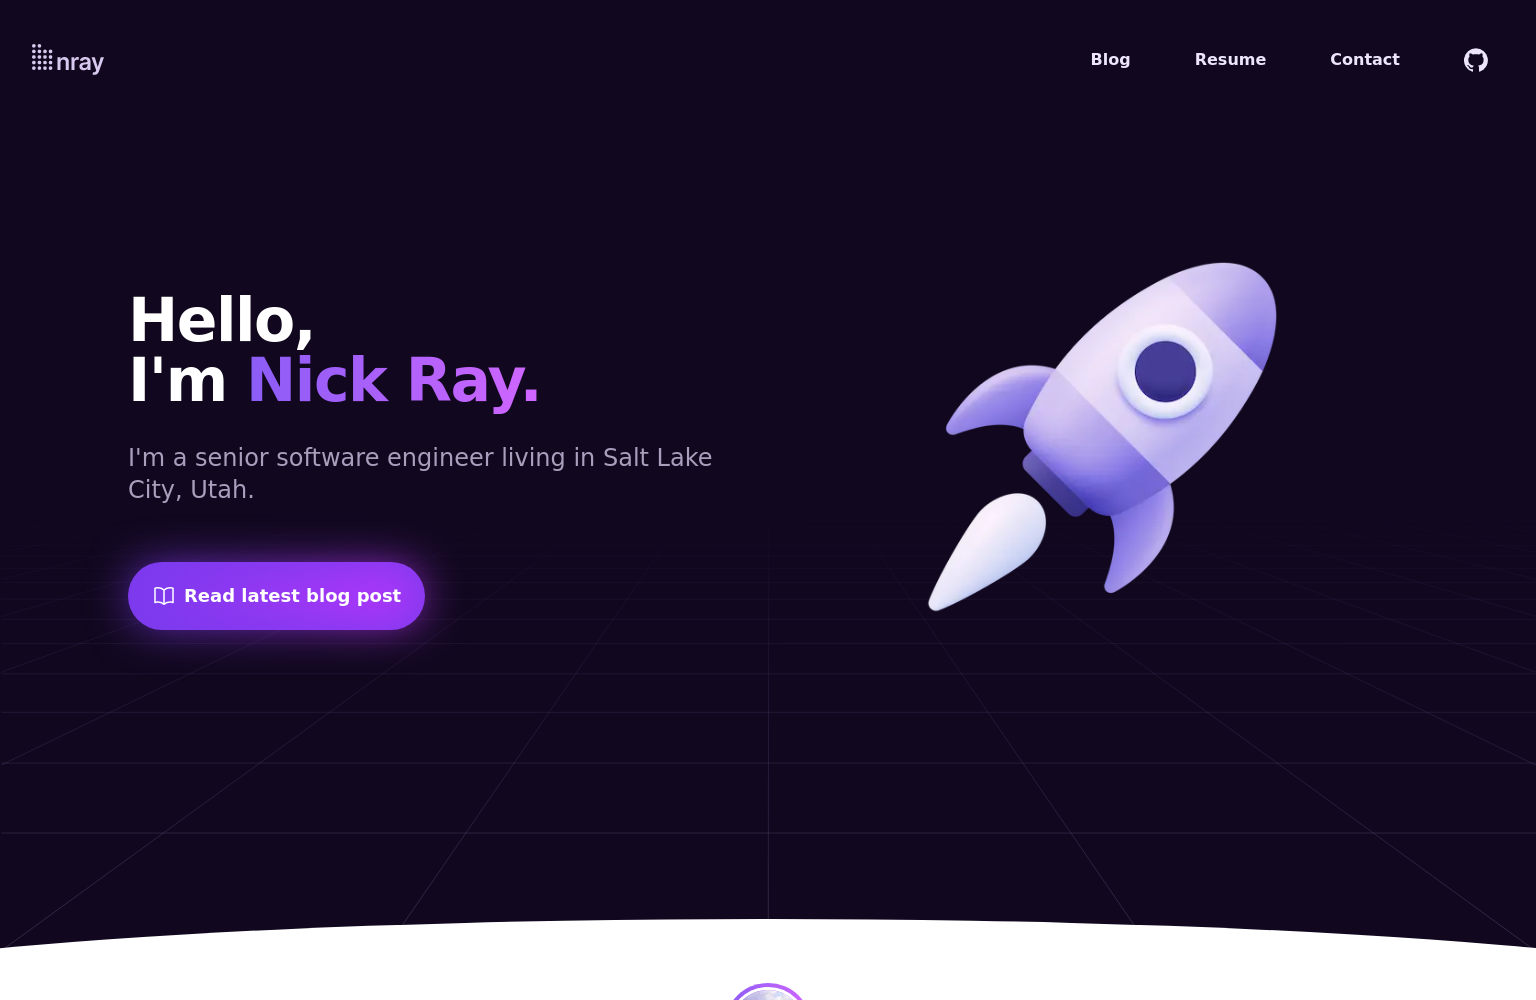 nray
Blog
Resume
Contact
Hello,
I'm Nick Ray.
I'm a senior software engineer living in Salt Lake
City, Utah.
Read latest blog post